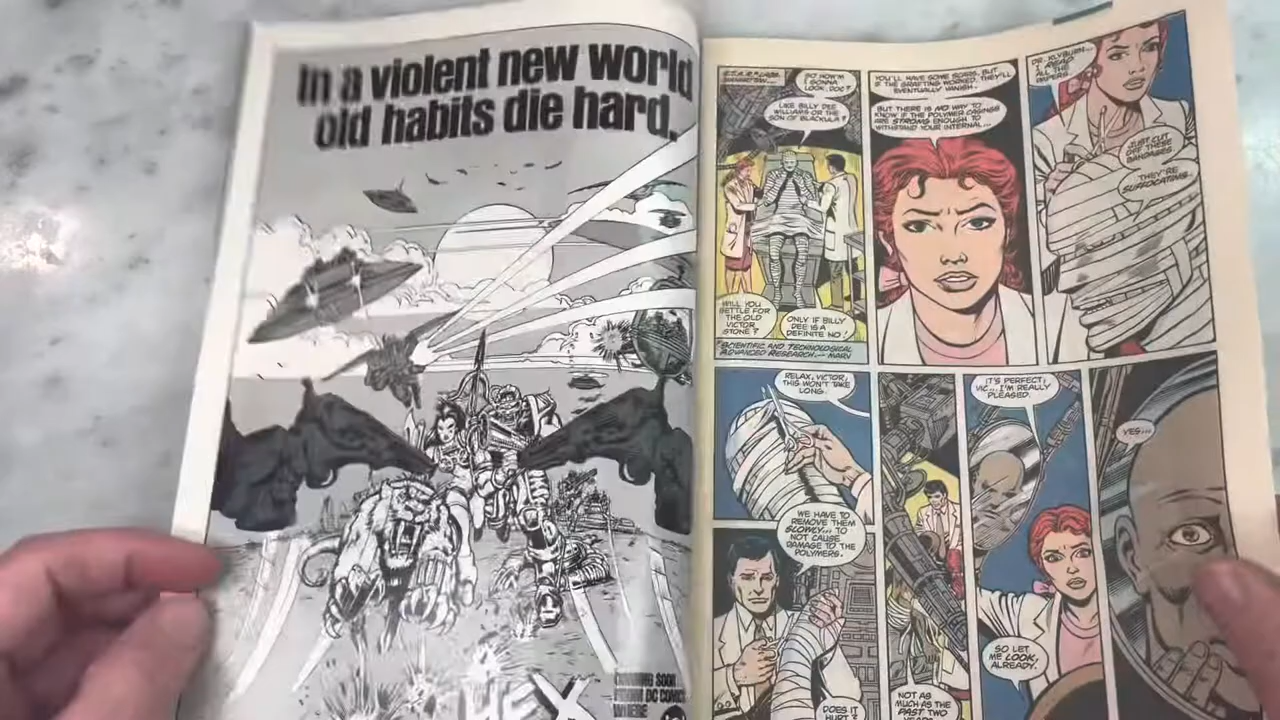 In a violent new world
old habits die hard.
HEX
COMING SOON
FROM DC COMICS
S.T.A.R.* LABS,
SO HOW'M
I GONNA
LOOK, DOC?
LIKE BILLY DEE
WILLIAMS OR THE
SON OF BLACULA?
WILL YOU
SETTLE FOR
THE OLD
VICTOR
STONE?
ONLY IF BILLY
DEE IS A
DEFINITE NO!
*SCIENTIFIC AND TECHNOLOGICAL
ADVANCED RESEARCH.—MARV
YOU'LL HAVE SOME SCARS, BUT
IF THE GRAFTING WORKED, THEY'LL
EVENTUALLY VANISH.
BUT THERE IS NO WAY TO
KNOW IF THE POLYMER CASINGS
ARE STRONG ENOUGH TO
WITHSTAND YOUR INTERNAL...
ALL THE
JUST CUT
OFF THESE
BANDAGES.
THEY'RE
SUFFOCATING.
RELAX, VICTOR,
THIS WON'T TAKE
LONG.
WE HAVE TO
REMOVE THEM
SLOWLY... TO
NOT CAUSE
DAMAGE TO THE
POLYMERS.
DOES IT
HURT?
NOT AS
MUCH AS THE
PAST TWO
IT'S PERFECT,
VIC... I'M REALLY
PLEASED.
SO LET
ME LOOK,
ALREADY.
YES...